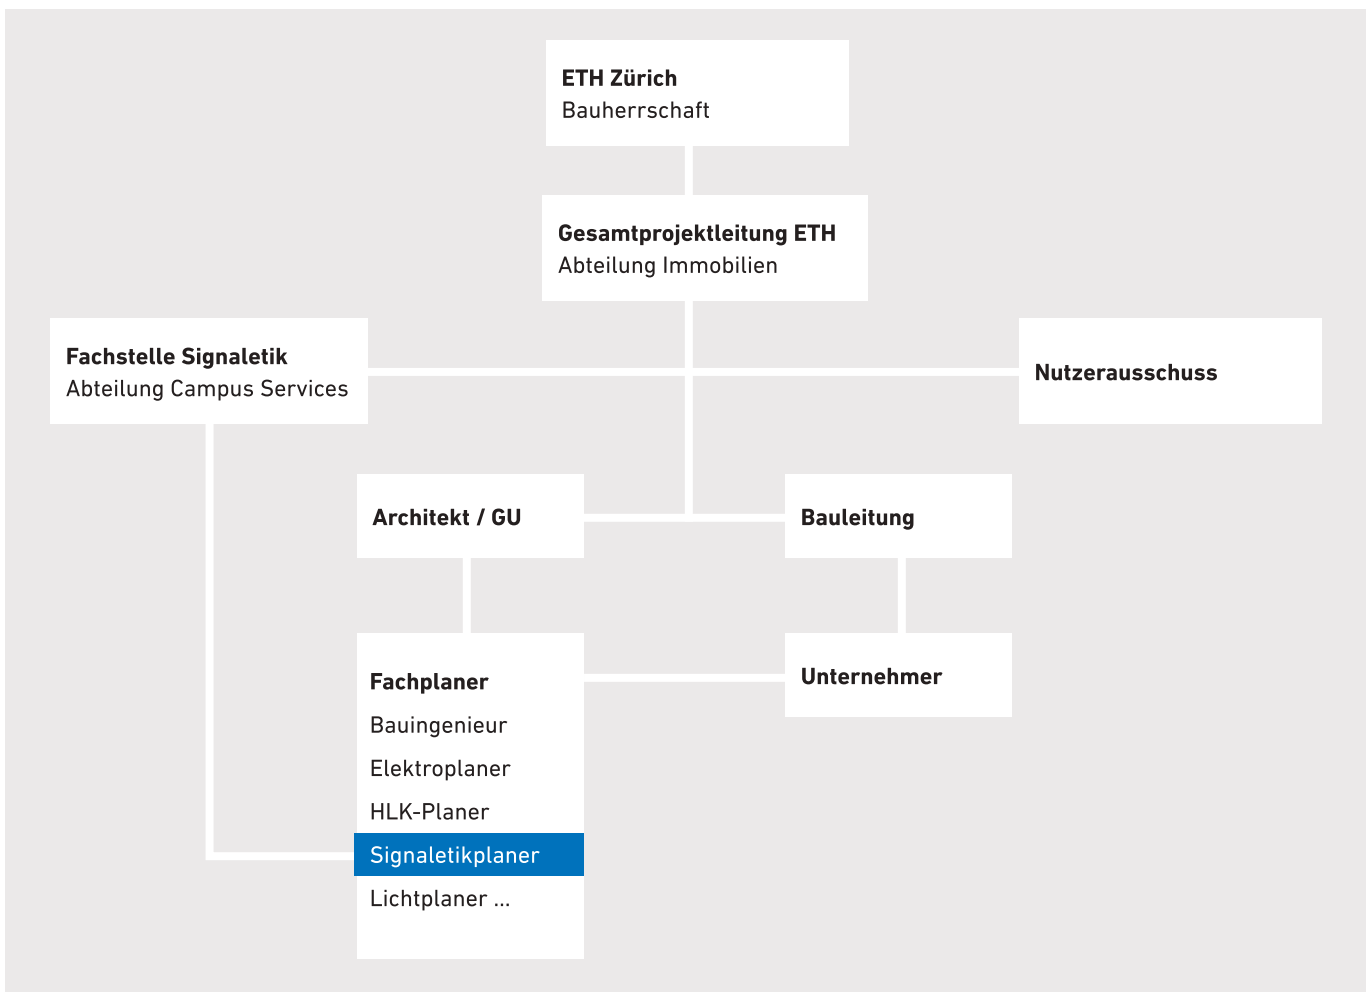 ETH Zürich
Bauherrschaft
Gesamtprojektleitung ETH
Abteilung Immobilien
Fachstelle Signaletik
Abteilung Campus Services
Nutzerausschuss
Architekt / GU
Bauleitung
Fachplaner
Bauingenieur
Elektroplaner
HLK-Planer
Signaletikplaner
Lichtplaner ...
Unternehmer